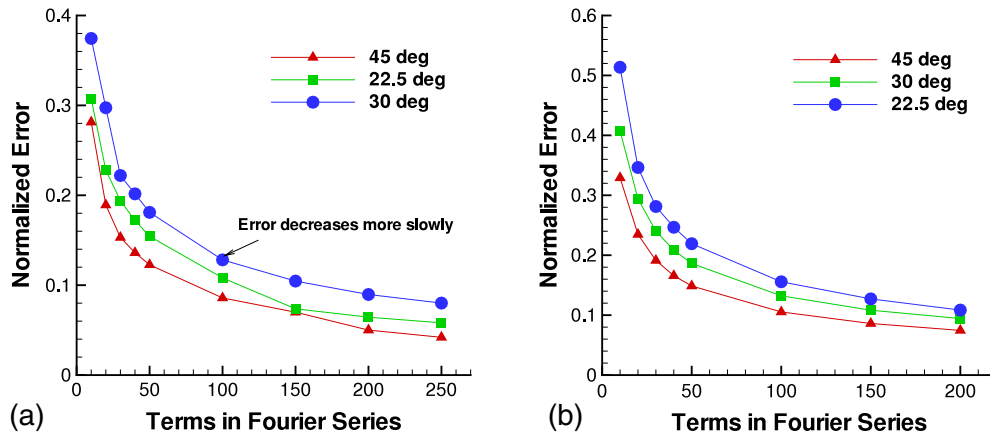 0.4
0.3
0.2
0.1
0
Normalized Error
45 deg
22.5 deg
30 deg
Error decreases more slowly
0 50 100 150 200 250
Terms in Fourier Series
(a)
0.6
0.5
0.4
0.3
0.2
0.1
0
Normalized Error
45 deg
30 deg
22.5 deg
0 50 100 150 200
Terms in Fourier Series
(b)